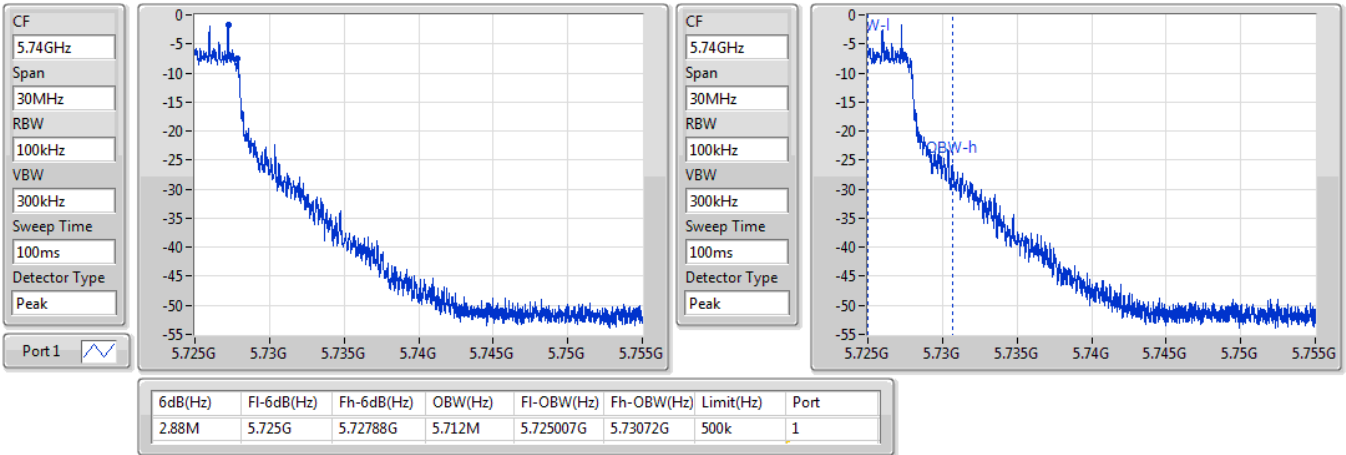 CF
5.74GHz
Span
30MHz
RBW
100kHz
VBW
300kHz
Sweep Time
100ms
Detector Type
Peak
Port 1
0
-5
-10
-15
-20
-25
-30
-35
-40
-45
-50
-55
5.725G 5.73G 5.735G 5.74G 5.745G 5.75G 5.755G
CF
5.74GHz
Span
30MHz
RBW
100kHz
VBW
300kHz
Sweep Time
100ms
Detector Type
Peak
0
-5
-10
-15
-20
-25
-30
-35
-40
-45
-50
-55
W-l
OBW-h
5.725G 5.73G 5.735G 5.74G 5.745G 5.75G 5.755G
6dB(Hz) Fl-6dB(Hz) Fh-6dB(Hz) OBW(Hz) Fl-OBW(Hz) Fh-OBW(Hz) Limit(Hz) Port
2.88M 5.725G 5.72788G 5.712M 5.725007G 5.73072G 500k 1